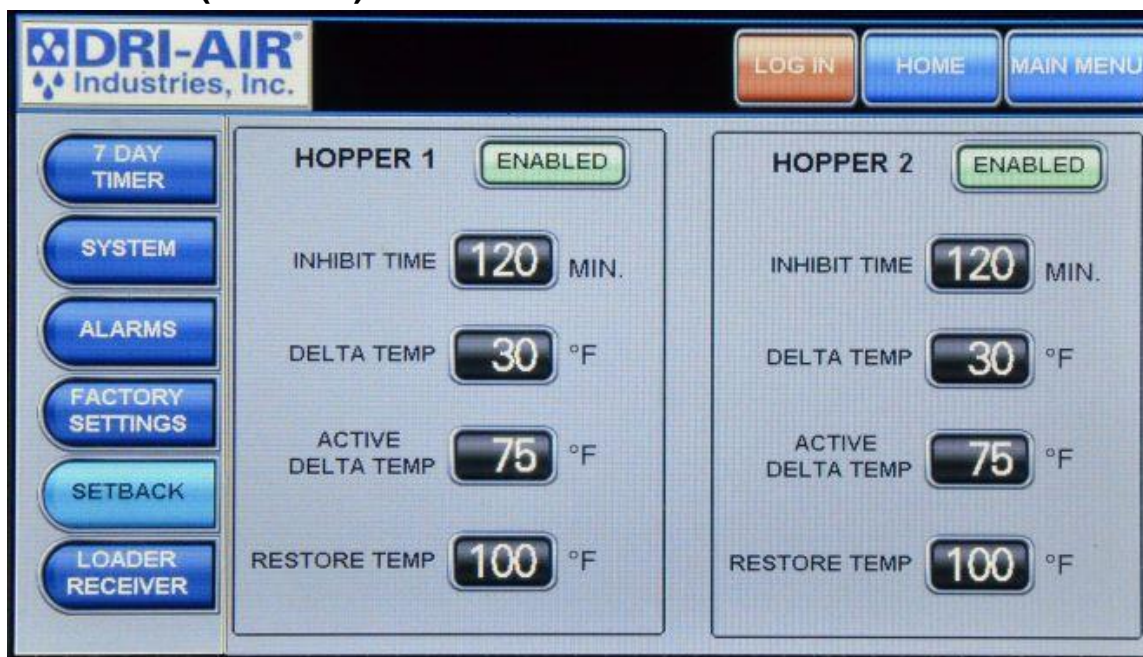 DRI-AIR®
Industries, Inc.
LOG IN
HOME
MAIN MENU
7 DAY
TIMER
SYSTEM
ALARMS
FACTORY
SETTINGS
SETBACK
LOADER
RECEIVER
HOPPER 1 ENABLED
INHIBIT TIME 120 MIN.
DELTA TEMP 30 °F
ACTIVE
DELTA TEMP 75 °F
RESTORE TEMP 100 °F
HOPPER 2 ENABLED
INHIBIT TIME 120 MIN.
DELTA TEMP 30 °F
ACTIVE
DELTA TEMP 75 °F
RESTORE TEMP 100 °F